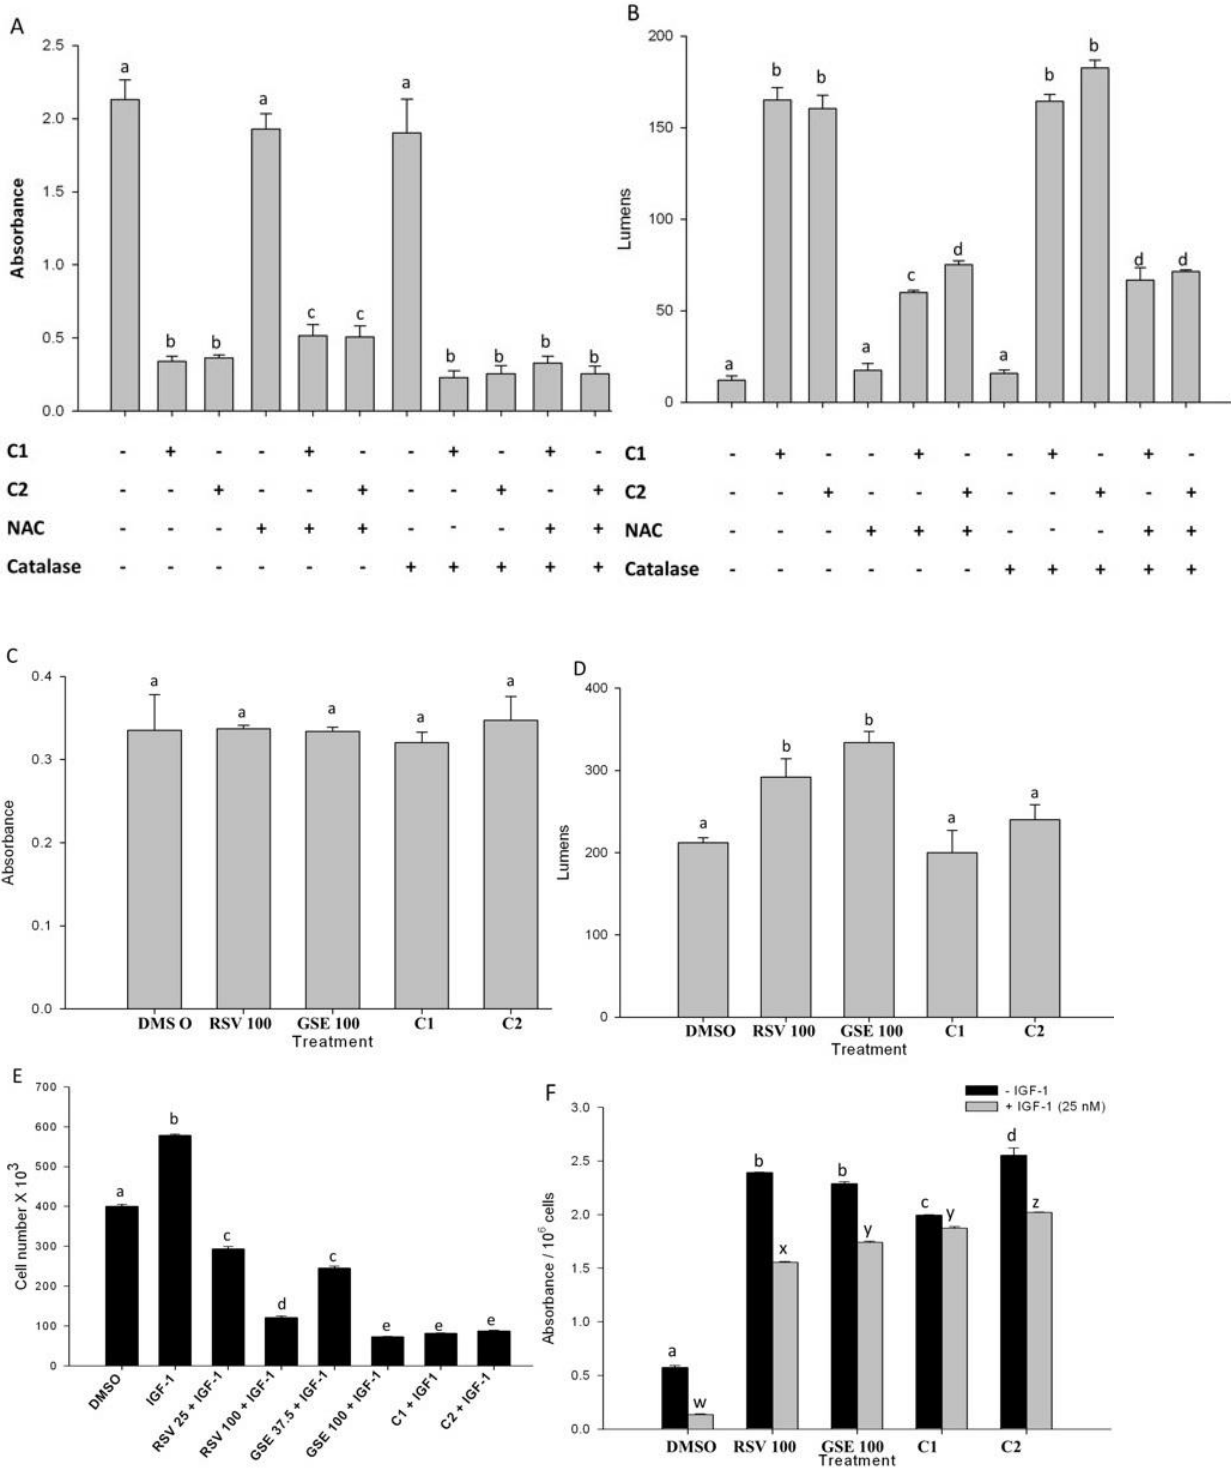 A
2.5
2.0
1.5
1.0
0.5
0.0
Absorbance
a
b
b
a
c
c
a
b
b
b
b
C1 - + - - + - - + - + -
C2 - - + - - + - - + - +
NAC - - - + + + - - - + +
Catalase - - - - - - + + + + +
B
200
150
100
50
0
Lumens
a
b
b
a
c
d
a
b
b
d
d
C1 - + - - + - - + - + -
C2 - - + - - + - - + - +
NAC - - - + + + - - - + +
Catalase - - - - - - + + + + +
C
0.4
0.3
0.2
0.1
0.0
Absorbance
a
a
a
a
a
DMS O RSV 100 GSE 100 C1 C2
Treatment
D
400
300
200
100
0
Lumens
a
b
b
a
a
DMSO RSV 100 GSE 100 C1 C2
Treatment
E
700
600
500
400
300
200
100
0
Cell number X 10³
a
b
c
d
c
e
e
e
DMSO
IGF-1
RSV 25 + IGF-1
RSV 100 + IGF-1
GSE 37.5 + IGF-1
GSE 100 + IGF-1
C1 + IGF1
C2 + IGF-1
F
- IGF-1
+ IGF-1 (25 nM)
3.0
2.5
2.0
1.5
1.0
0.5
0.0
Absorbance / 10⁶ cells
a
w
b
x
b
y
c
y
d
z
DMSO RSV 100 GSE 100 C1 C2
Treatment